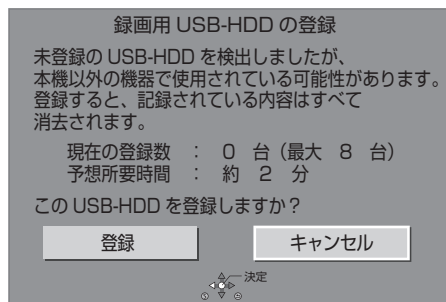 録画用 USB-HDD の登録
未登録の USB-HDD を検出しましたが、
本機以外の機器で使用されている可能性があります。
登録すると、記録されている内容はすべて
消去されます。
現在の登録数 : 0 台（最大 8 台）
予想所要時間 : 約 2 分
この USB-HDD を登録しますか？
登録 キャンセル
決定